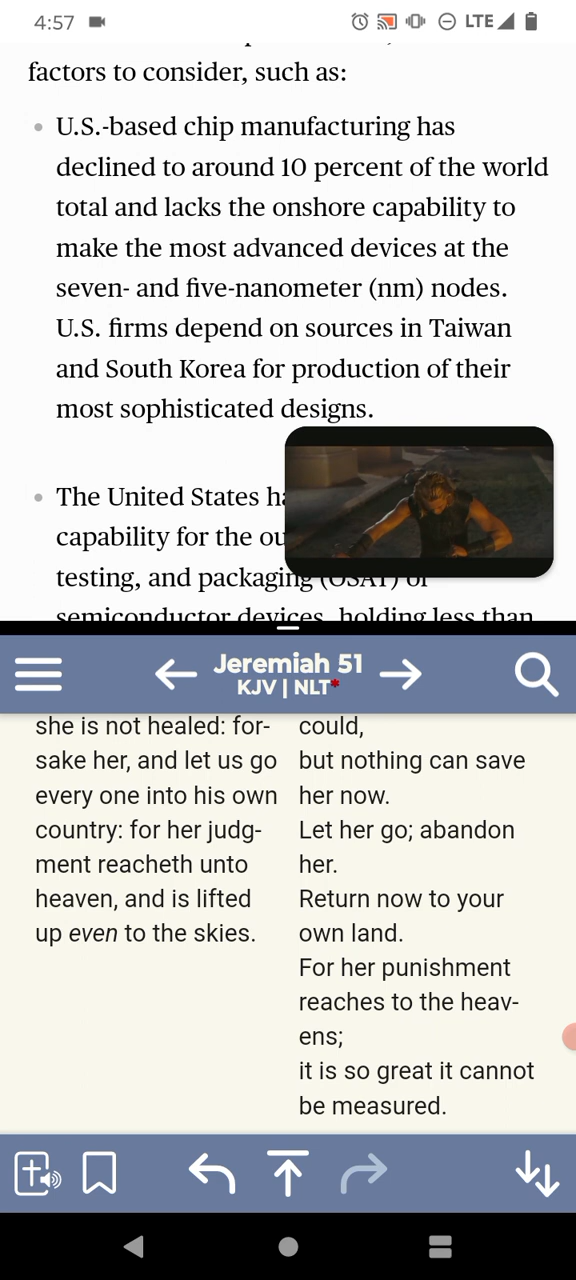 4:57
LTE
factors to consider, such as:
U.S.-based chip manufacturing has
declined to around 10 percent of the world
total and lacks the onshore capability to
make the most advanced devices at the
seven- and five-nanometer (nm) nodes.
U.S. firms depend on sources in Taiwan
and South Korea for production of their
most sophisticated designs.
The United States
capability for the
testing, and packaging (OSAT) of
semiconductor devices, holding less than
Jeremiah 51
KJV | NLT*
she is not healed: for-
sake her, and let us go
every one into his own
country: for her judg-
ment reacheth unto
heaven, and is lifted
up even to the skies.
could,
but nothing can save
her now.
Let her go; abandon
her.
Return now to your
own land.
For her punishment
reaches to the heav-
ens;
it is so great it cannot
be measured.